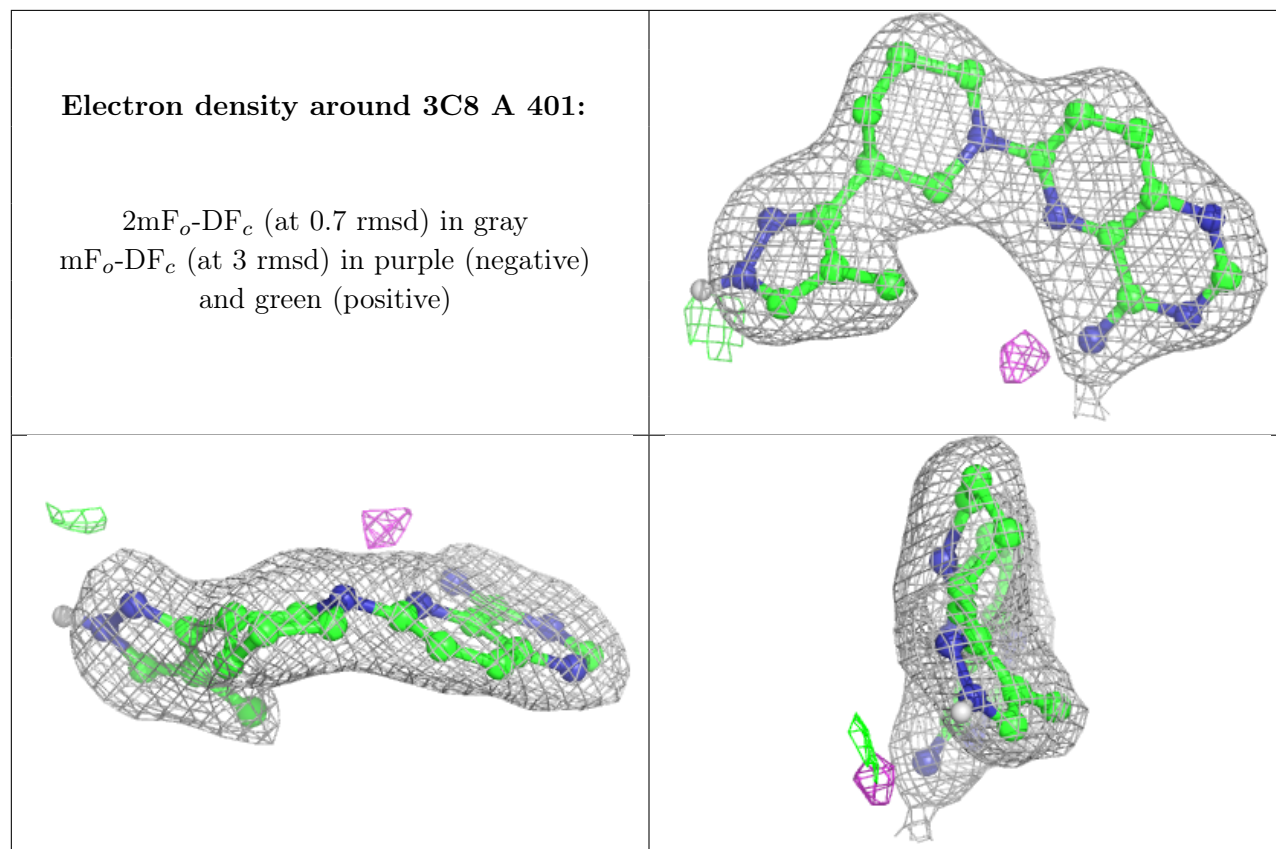 Electron density around 3C8 A 401:
2mFo-DFc (at 0.7 rmsd) in gray
mFo-DFc (at 3 rmsd) in purple (negative)
and green (positive)